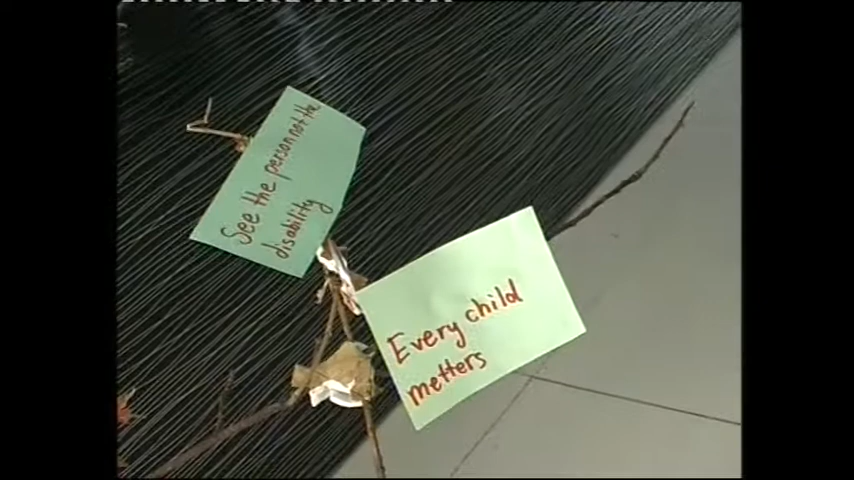 See the person not the
disability
Every child
matters